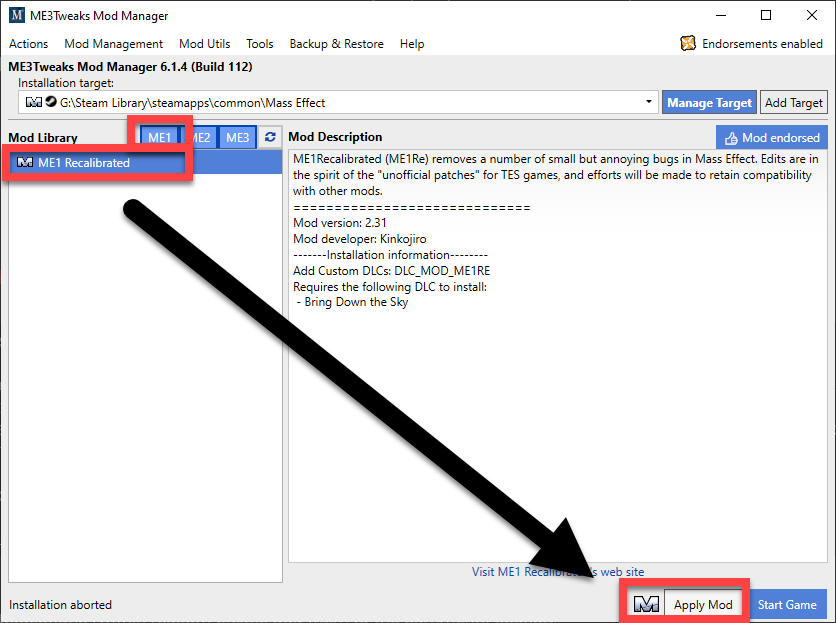 ME3Tweaks Mod Manager
Actions Mod Management Mod Utils Tools Backup & Restore Help Endorsements enabled
ME3Tweaks Mod Manager 6.1.4 (Build 112)
Installation target:
G:\Steam Library\steamapps\common\Mass Effect Manage Target Add Target
Mod Library ME1 ME2 ME3 Mod Description Mod endorsed
ME1 Recalibrated
ME1Recalibrated (ME1Re) removes a number of small but annoying bugs in Mass Effect. Edits are in
the spirit of the "unofficial patches" for TES games, and efforts will be made to retain compatibility
with other mods.
=============================
Mod version: 2.31
Mod developer: Kinkojiro
-------Installation information--------
Add Custom DLCs: DLC_MOD_ME1RE
Requires the following DLC to install:
- Bring Down the Sky
Visit ME1 web site
Installation aborted Apply Mod Start Game